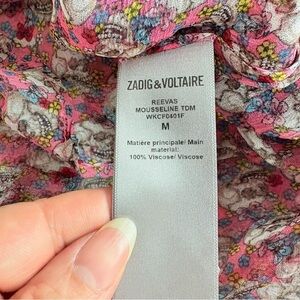 ZADIG & VOLTAIRE
REEVAS
MOUSSELINE TDM
WKCF0401F
M
Matière principale/ Main
material:
100% Viscose/ Viscose